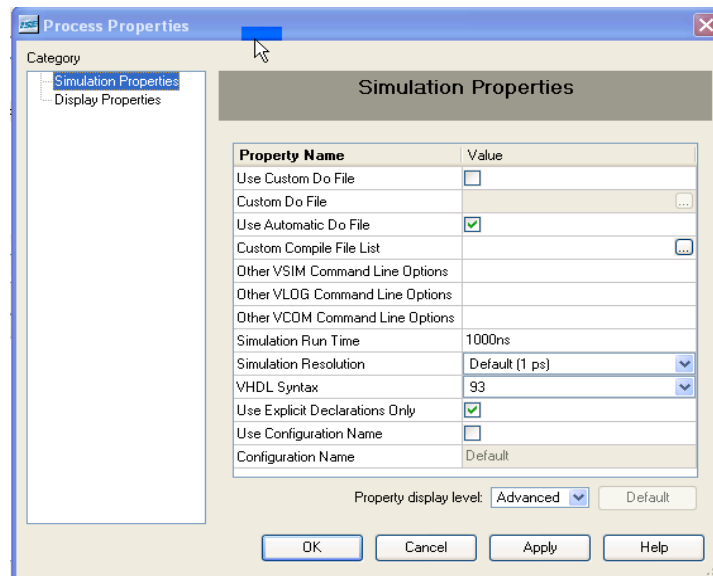 ISE Process Properties
Category
Simulation Properties
Display Properties
Simulation Properties
Property Name Value
Use Custom Do File
Custom Do File ...
Use Automatic Do File
Custom Compile File List ...
Other VSIM Command Line Options
Other VLOG Command Line Options
Other VCOM Command Line Options
Simulation Run Time 1000ns
Simulation Resolution Default (1 ps)
VHDL Syntax 93
Use Explicit Declarations Only
Use Configuration Name
Configuration Name Default
Property display level: Advanced Default
OK Cancel Apply Help